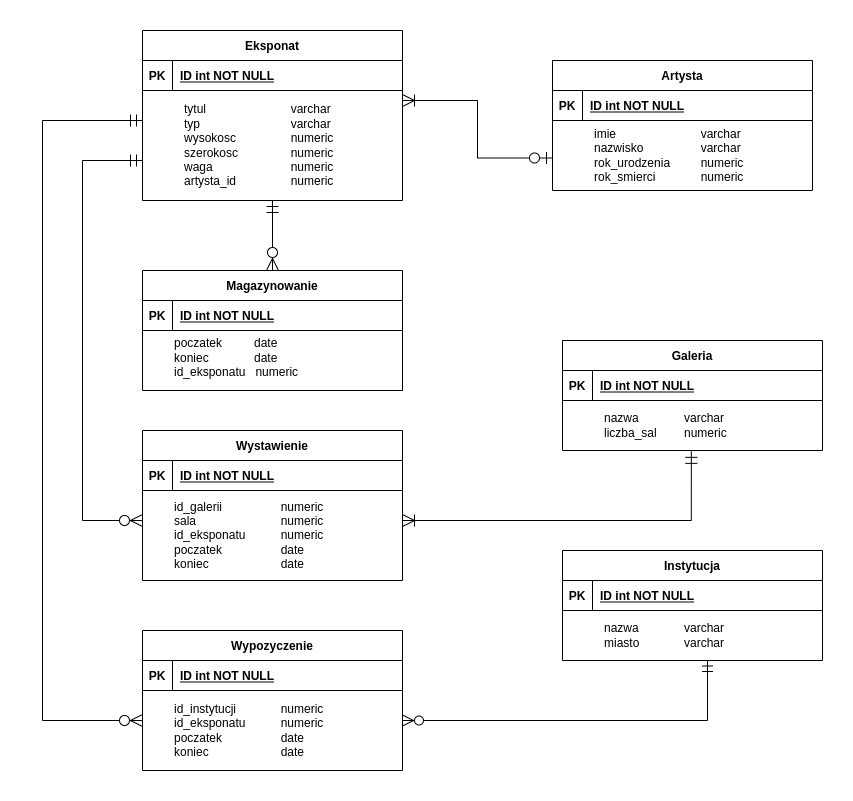 Eksponat
PK ID int NOT NULL
tytul varchar
typ varchar
wysokosc numeric
szerokosc numeric
waga numeric
artysta_id numeric
Artysta
PK ID int NOT NULL
imie varchar
nazwisko varchar
rok_urodzenia numeric
rok_smierci numeric
Magazynowanie
PK ID int NOT NULL
poczatek date
koniec date
id_eksponatu numeric
Galeria
PK ID int NOT NULL
nazwa varchar
liczba_sal numeric
Wystawienie
PK ID int NOT NULL
id_galerii numeric
sala numeric
id_eksponatu numeric
poczatek date
koniec date
Instytucja
PK ID int NOT NULL
nazwa varchar
miasto varchar
Wypozyczenie
PK ID int NOT NULL
id_instytucji numeric
id_eksponatu numeric
poczatek date
koniec date